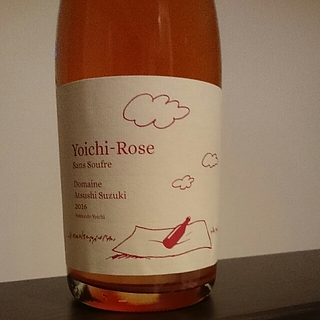 Yoichi-Rose
Sans Soufre
Domaine
Atsushi Suzuki
2016